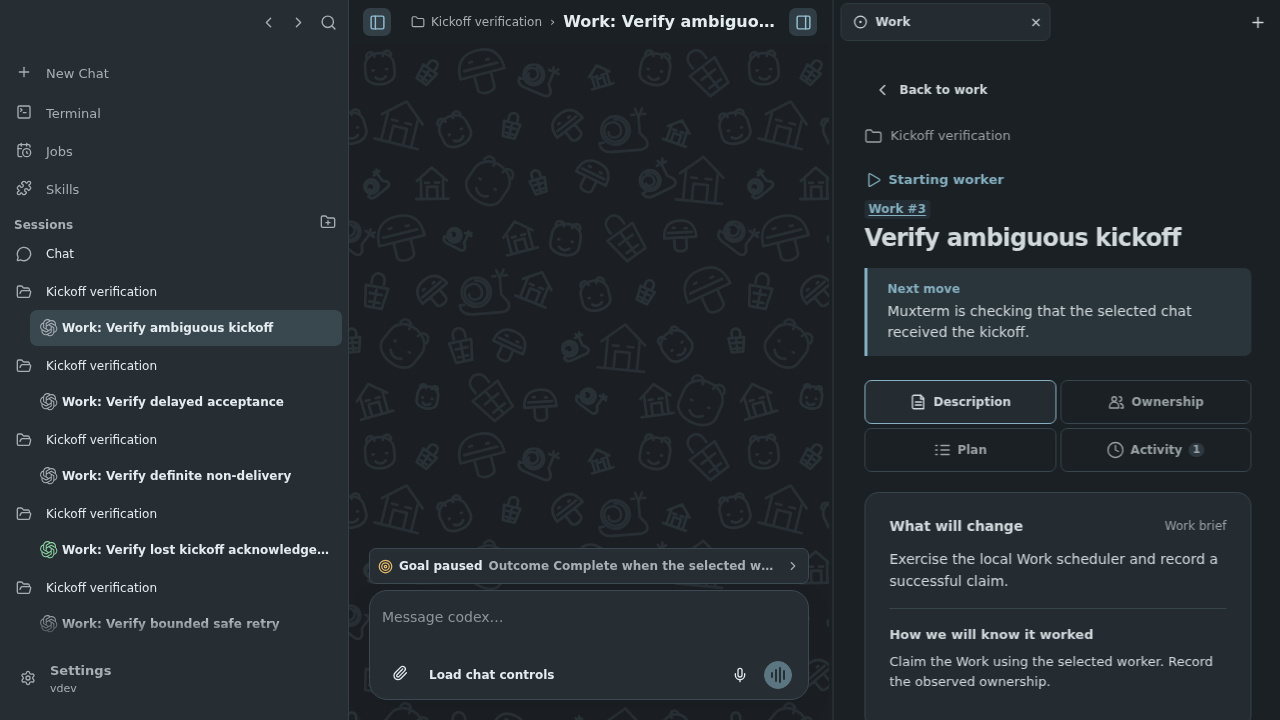 New Chat
Terminal
Jobs
Skills
Sessions
Chat
Kickoff verification
Work: Verify ambiguous kickoff
Kickoff verification
Work: Verify delayed acceptance
Kickoff verification
Work: Verify definite non-delivery
Kickoff verification
Work: Verify lost kickoff acknowledge...
Kickoff verification
Work: Verify bounded safe retry
Settings
vdev
Kickoff verification › Work: Verify ambiguo...
Goal paused Outcome Complete when the selected w...
Message codex...
Load chat controls
Work
Back to work
Kickoff verification
Starting worker
Work #3
Verify ambiguous kickoff
Next move
Muxterm is checking that the selected chat
received the kickoff.
Description
Ownership
Plan
Activity 1
What will change
Work brief
Exercise the local Work scheduler and record a
successful claim.
How we will know it worked
Claim the Work using the selected worker. Record
the observed ownership.